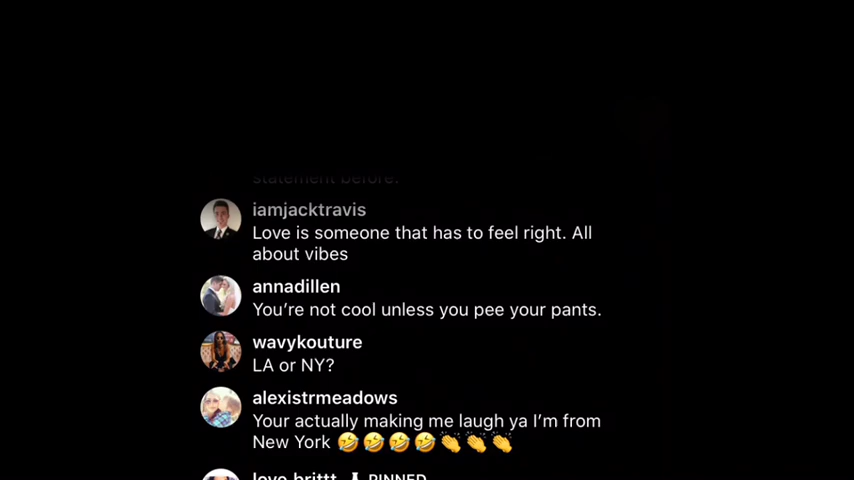 statement before.
iamjacktravis
Love is someone that has to feel right. All
about vibes
annadillen
You're not cool unless you pee your pants.
wavykouture
LA or NY?
alexistrmeadows
Your actually making me laugh ya I'm from
New York 🤣🤣🤣🤣👏👏👏
love.brittt PINNED